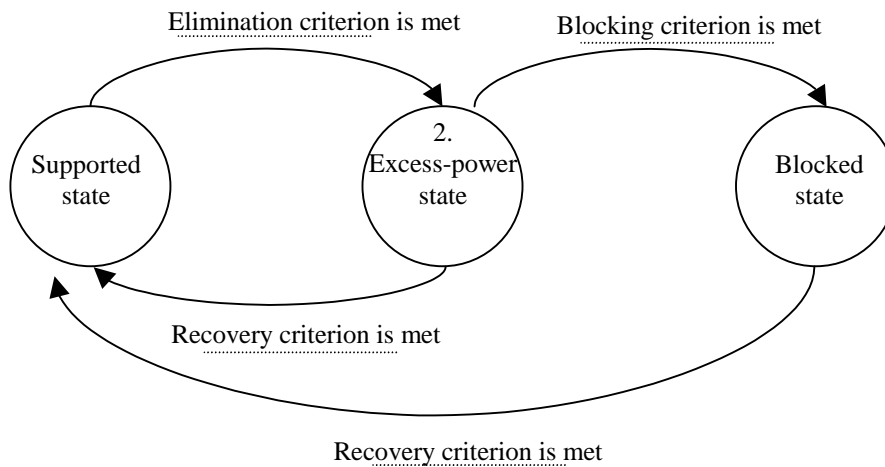 Elimination criterion is met
Blocking criterion is met
Supported
state
2.
Excess-power
state
Blocked
state
Recovery criterion is met
Recovery criterion is met